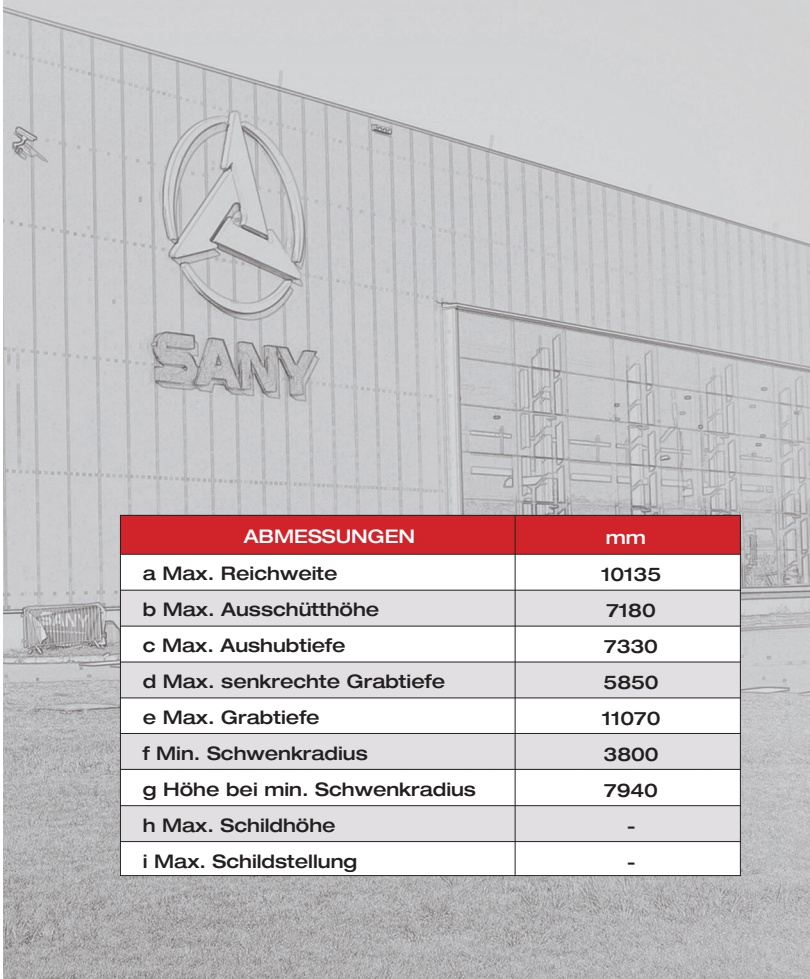 SANY
ABMESSUNGEN mm
a Max. Reichweite 10135
b Max. Ausschütthöhe 7180
c Max. Aushubtiefe 7330
d Max. senkrechte Grabtiefe 5850
e Max. Grabtiefe 11070
f Min. Schwenkradius 3800
g Höhe bei min. Schwenkradius 7940
h Max. Schildhöhe -
i Max. Schildstellung -
SANY